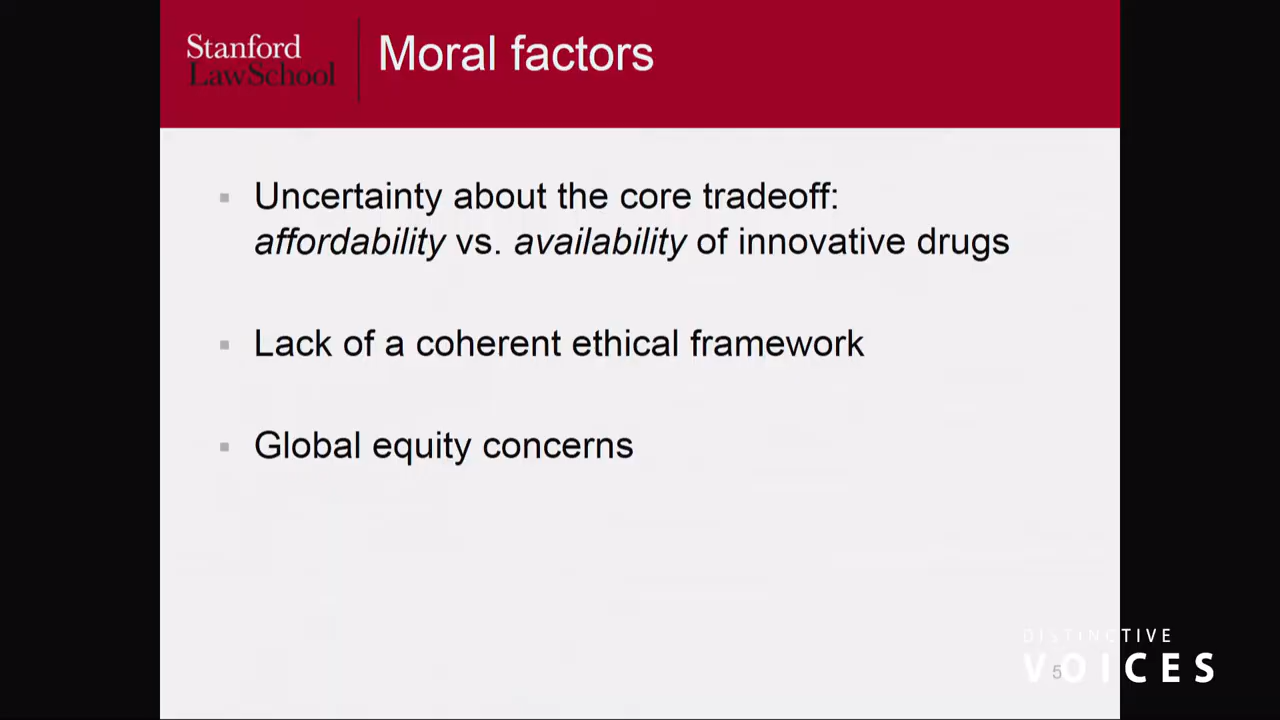 Stanford
LawSchool
Moral factors
Uncertainty about the core tradeoff:
affordability vs. availability of innovative drugs
Lack of a coherent ethical framework
Global equity concerns
DISTINCTIVE
VOICES
5